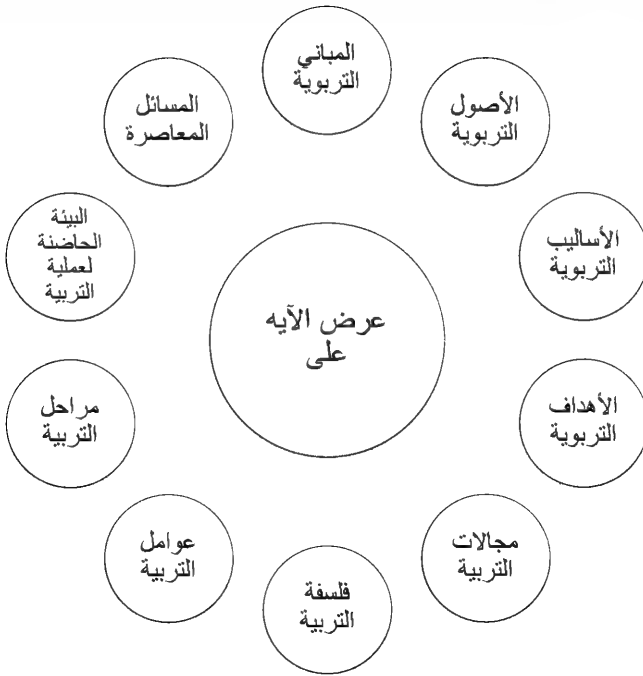 المباني
التربوية
الأصول
التربوية
الأساليب
التربوية
الأهداف
التربوية
مجالات
التربية
فلسفة
التربية
عوامل
التربية
مراحل
التربية
البيئة
الحاضنة
لعملية
التربية
المسائل
المعاصرة
عرض الآيه
على